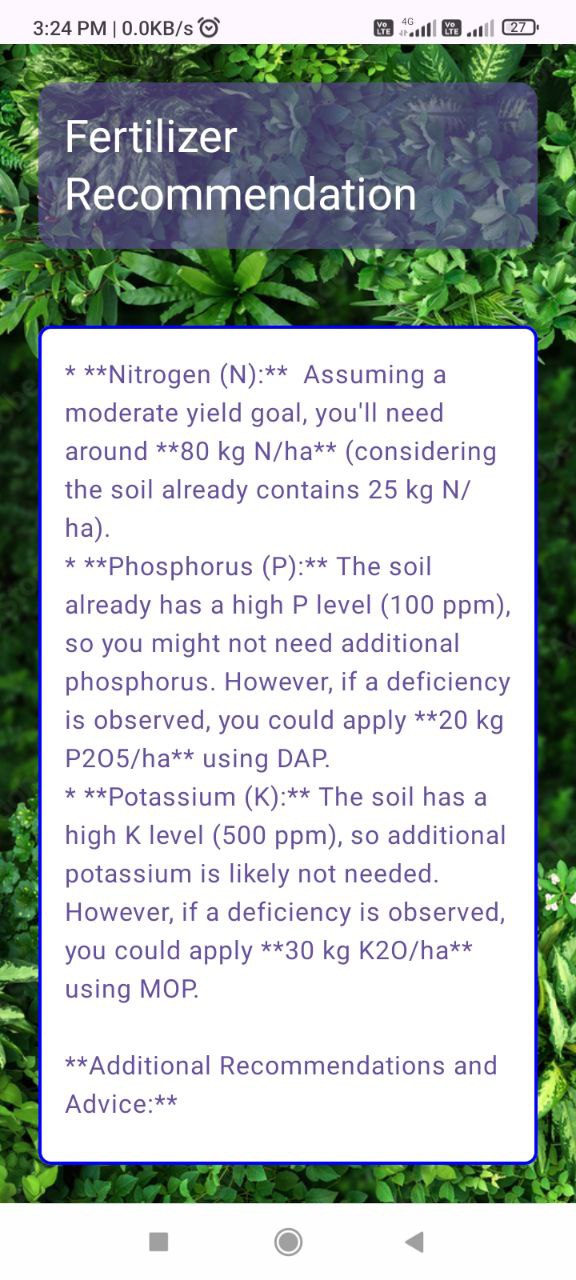 3:24 PM | 0.0KB/s
Vo LTE 4G Vo LTE 27
Fertilizer
Recommendation
* **Nitrogen (N):**  Assuming a
moderate yield goal, you'll need
around **80 kg N/ha** (considering
the soil already contains 25 kg N/
ha).
* **Phosphorus (P):** The soil
already has a high P level (100 ppm),
so you might not need additional
phosphorus. However, if a deficiency
is observed, you could apply **20 kg
P2O5/ha** using DAP.
* **Potassium (K):** The soil has a
high K level (500 ppm), so additional
potassium is likely not needed.
However, if a deficiency is observed,
you could apply **30 kg K2O/ha**
using MOP.
**Additional Recommendations and
Advice:**